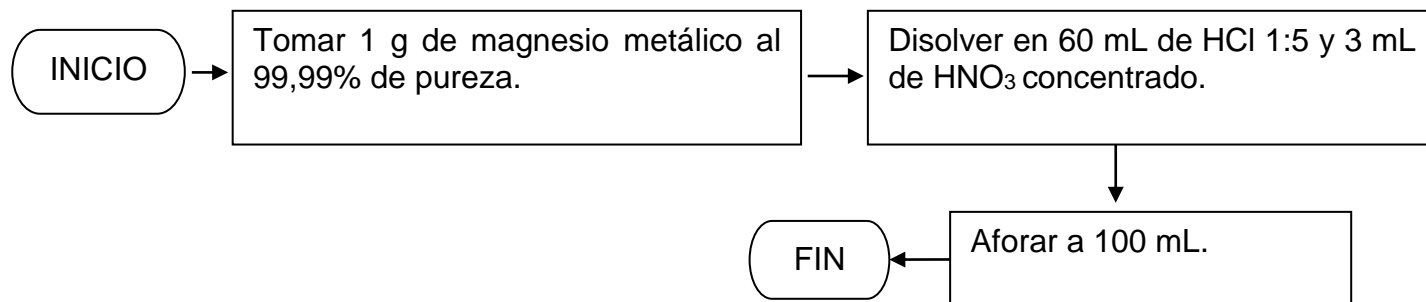 INICIO
Tomar 1 g de magnesio metálico al
99,99% de pureza.
Disolver en 60 mL de HCl 1:5 y 3 mL
de HNO₃ concentrado.
Aforar a 100 mL.
FIN